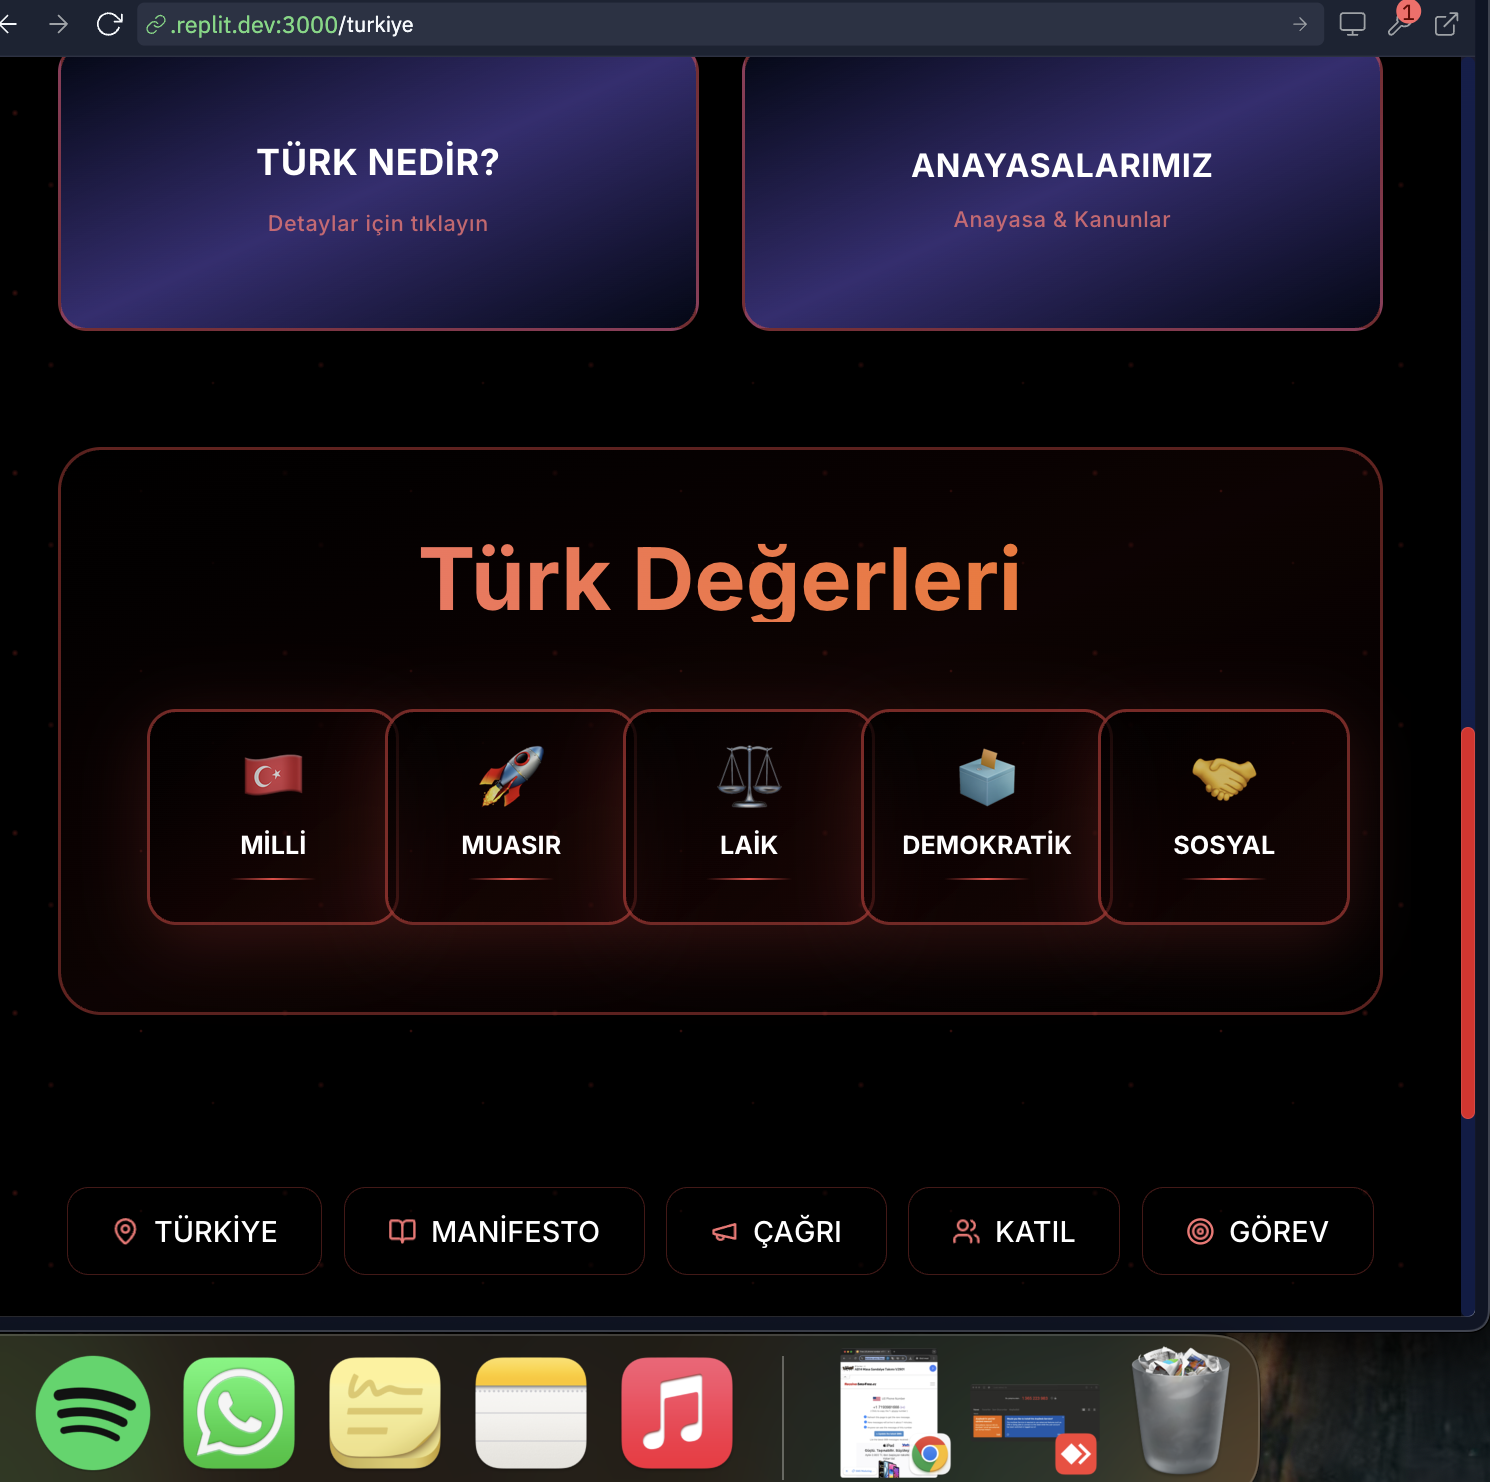 .replit.dev:3000/turkiye
1
TÜRK NEDİR?
Detaylar için tıklayın
ANAYASALARIMIZ
Anayasa & Kanunlar
Türk Değerleri
MİLLİ
MUASIR
LAİK
DEMOKRATİK
SOSYAL
TÜRKİYE
MANİFESTO
ÇAĞRI
KATIL
GÖREV